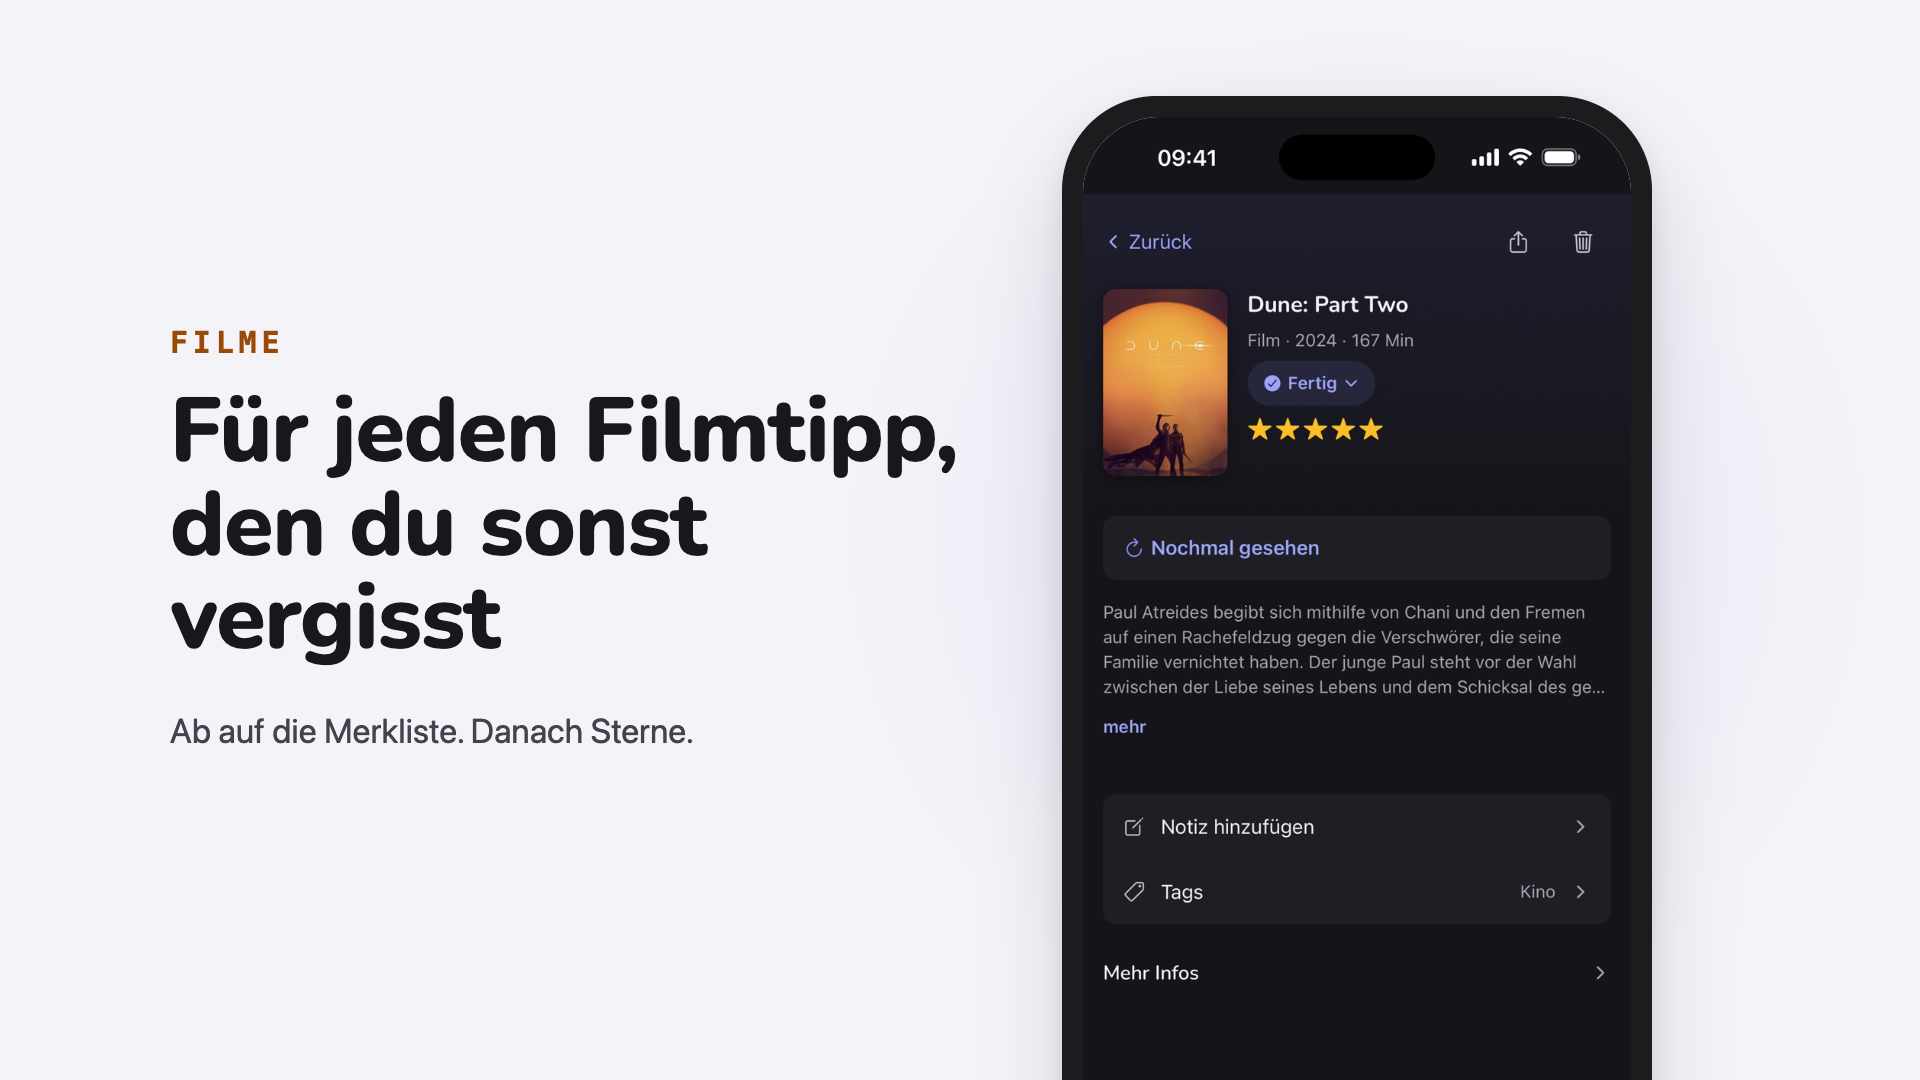 FILME
Für jeden Filmtipp,
den du sonst
vergisst
Ab auf die Merkliste. Danach Sterne.
09:41
Zurück
DUNE
Dune: Part Two
Film · 2024 · 167 Min
Fertig
Nochmal gesehen
Paul Atreides begibt sich mithilfe von Chani und den Fremen
auf einen Rachefeldzug gegen die Verschwörer, die seine
Familie vernichtet haben. Der junge Paul steht vor der Wahl
zwischen der Liebe seines Lebens und dem Schicksal des ge...
mehr
Notiz hinzufügen
Tags
Kino
Mehr Infos